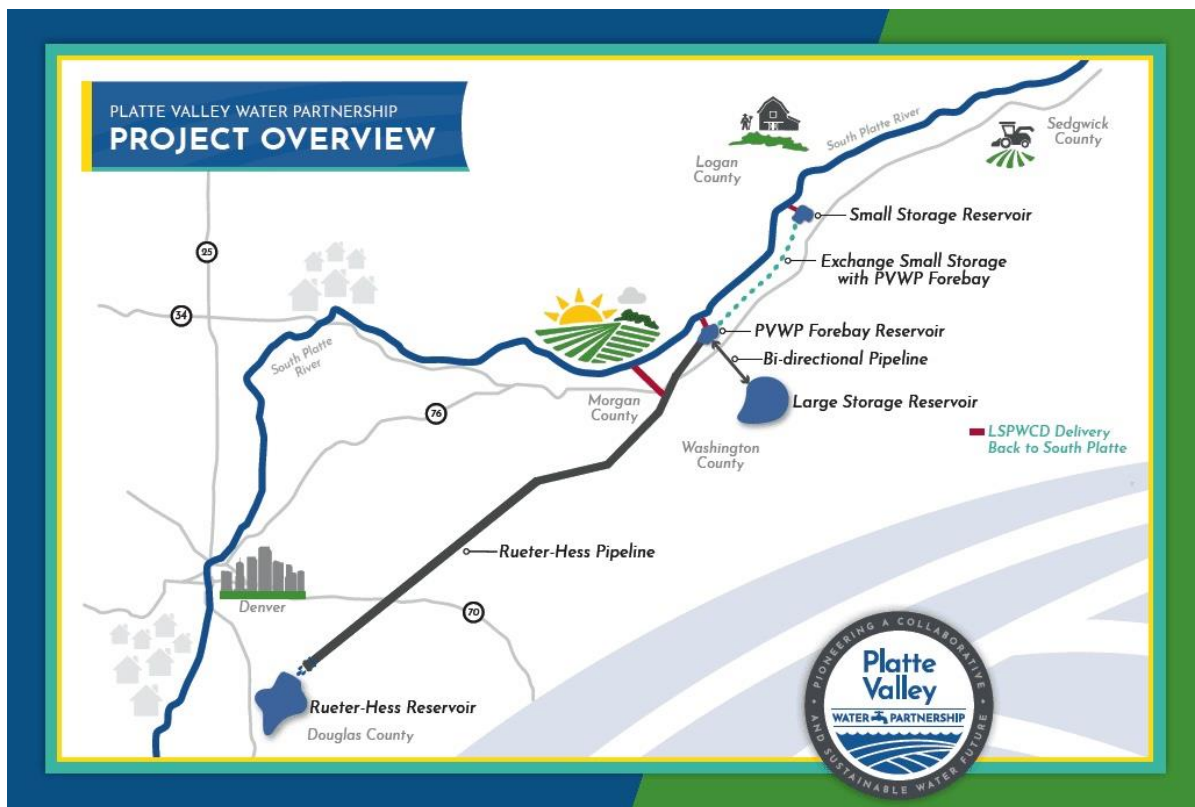 PLATTE VALLEY WATER PARTNERSHIP
PROJECT OVERVIEW
South Platte River
Sedgwick
County
Logan
County
Small Storage Reservoir
25
Exchange Small Storage
with PVWP Forebay
34
PVWP Forebay Reservoir
Bi-directional Pipeline
South Platte
River
Morgan
County
Large Storage Reservoir
76
Washington
County
LSPWCD Delivery
Back to South Platte
Rueter-Hess Pipeline
Denver
70
Rueter-Hess Reservoir
Douglas County
PIONEERING A COLLABORATIVE
AND SUSTAINABLE WATER FUTURE
Platte
Valley
WATER PARTNERSHIP